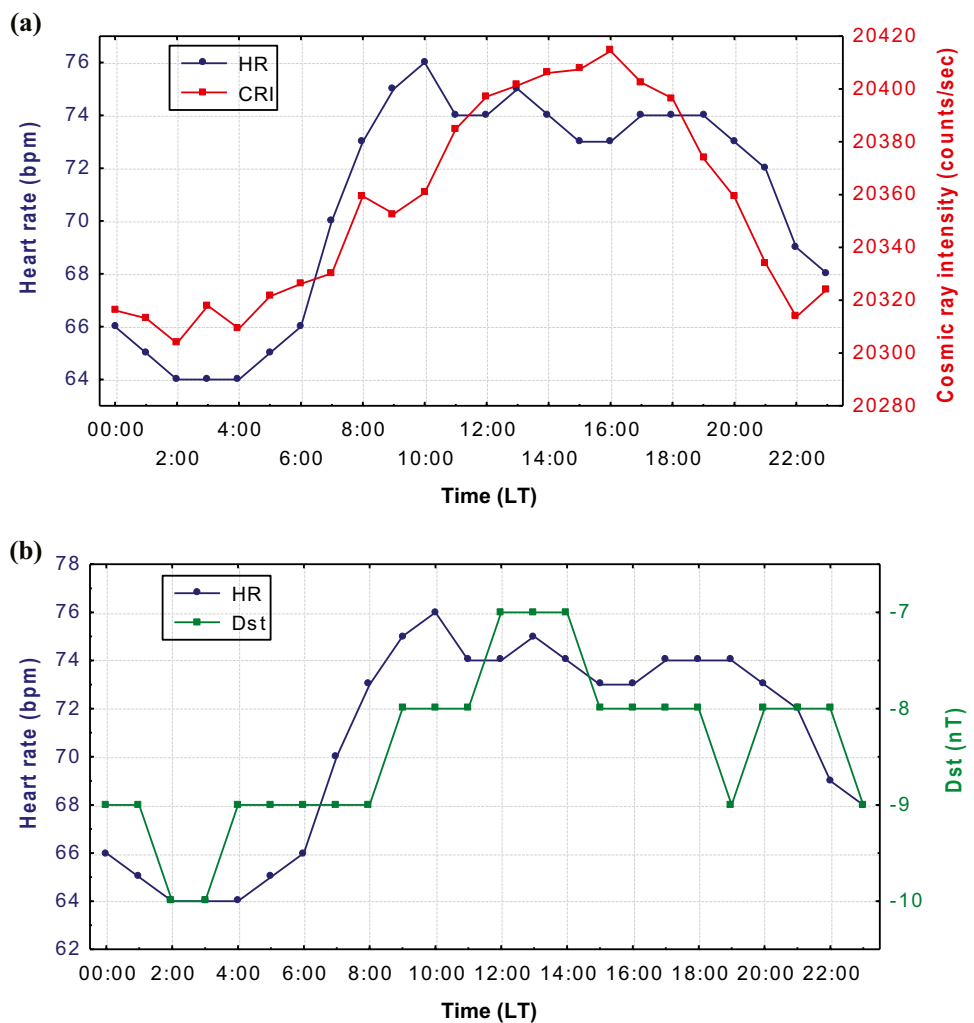 (a)
HR
CRI
76
74
72
70
68
66
64
Heart rate (bpm)
20420
20400
20380
20360
20340
20320
20300
20280
Cosmic ray intensity (counts/sec)
00:00 4:00 8:00 12:00 16:00 20:00
2:00 6:00 10:00 14:00 18:00 22:00
Time (LT)
(b)
HR
Dst
78
76
74
72
70
68
66
64
62
Heart rate (bpm)
-7
-8
-9
-10
Dst (nT)
00:00 2:00 4:00 6:00 8:00 10:00 12:00 14:00 16:00 18:00 20:00 22:00
Time (LT)